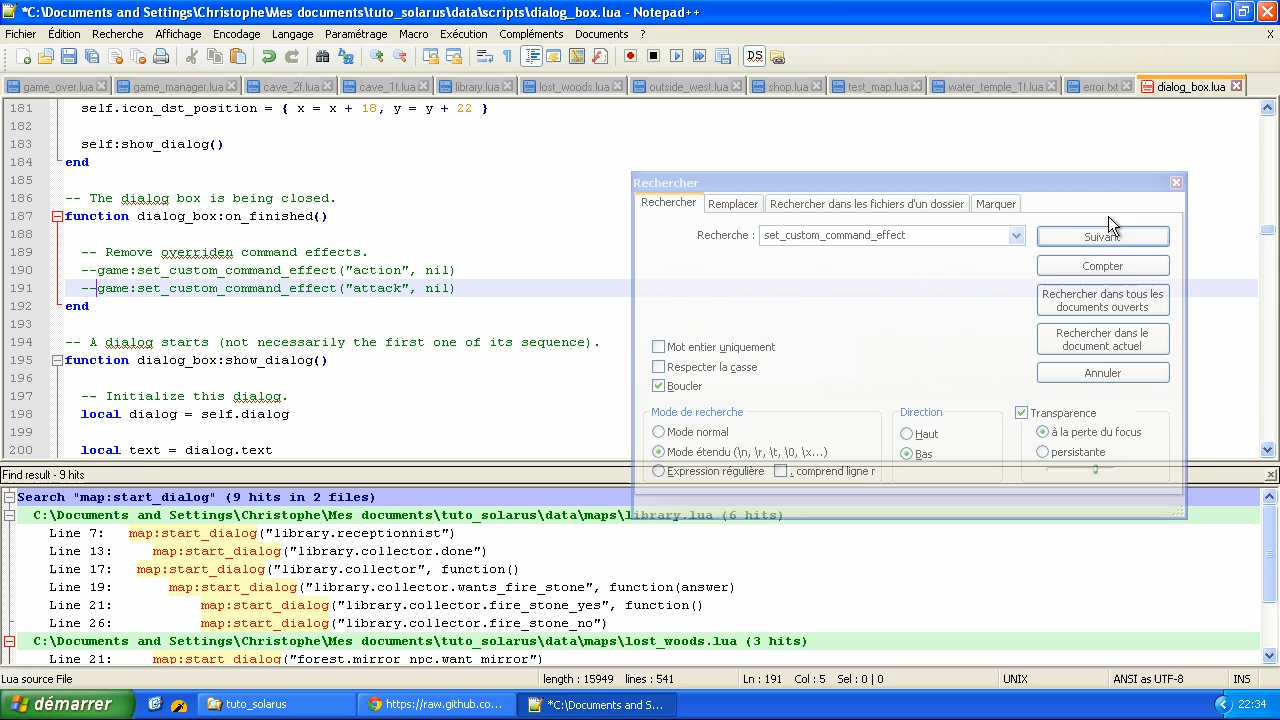 *C:\Documents and Settings\Christophe\Mes documents\tuto_solarus\data\scripts\dialog_box.lua - Notepad++
Fichier Édition Recherche Affichage Encodage Langage Paramétrage Macro Exécution Compléments Documents ? X
game_over.lua game_manager.lua cave_2f.lua cave_1f.lua library.lua lost_woods.lua outside_west.lua shop.lua test_map.lua water_temple_1f.lua error.txt dialog_box.lua
181 self.icon_dst_position = { x = x + 18, y = y + 22 }
182
183 self:show_dialog()
184 end
185
186 -- The dialog box is being closed.
187 function dialog_box:on_finished()
188
189 -- Remove overriden command effects.
190 --game:set_custom_command_effect("action", nil)
191 --game:set_custom_command_effect("attack", nil)
192 end
193
194 -- A dialog starts (not necessarily the first one of its sequence).
195 function dialog_box:show_dialog()
196
197 -- Initialize this dialog.
198 local dialog = self.dialog
199
200 local text = dialog.text
Rechercher
Rechercher Remplacer Rechercher dans les fichiers d'un dossier Marquer
Recherche : set_custom_command_effect
Suivant
Compter
Rechercher dans tous les documents ouverts
Rechercher dans le document actuel
Annuler
Mot entier uniquement
Respecter la casse
Boucler
Mode de recherche
Mode normal
Mode étendu (\n, \r, \t, \0, \x...)
Expression régulière . comprend ligne r
Direction
Haut
Bas
Transparence
à la perte du focus
persistante
Find result - 9 hits
Search "map:start_dialog" (9 hits in 2 files)
C:\Documents and Settings\Christophe\Mes documents\tuto_solarus\data\maps\library.lua (6 hits)
Line 7: map:start_dialog("library.receptionnist")
Line 13: map:start_dialog("library.collector.done")
Line 17: map:start_dialog("library.collector", function()
Line 19: map:start_dialog("library.collector.wants_fire_stone", function(answer)
Line 21: map:start_dialog("library.collector.fire_stone_yes", function()
Line 26: map:start_dialog("library.collector.fire_stone_no")
C:\Documents and Settings\Christophe\Mes documents\tuto_solarus\data\maps\lost_woods.lua (3 hits)
Line 21: map:start_dialog("forest.mirror_npc.want_mirror")
Lua source File length : 15949 lines : 541 Ln : 191 Col : 5 Sel : 0 | 0 UNIX ANSI as UTF-8 INS
démarrer tuto_solarus https://raw.github.co... *C:\Documents and S... 22:34